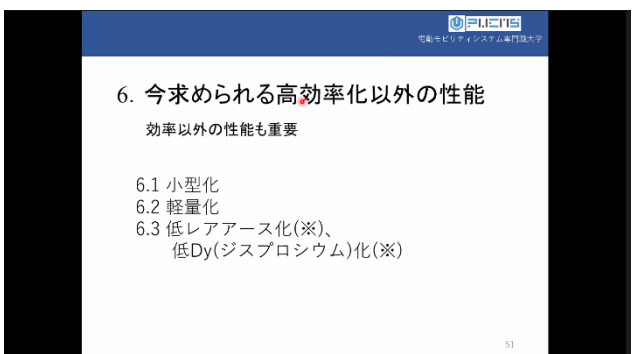 電動モビリティシステム専門職大学
6. 今求められる高効率化以外の性能
効率以外の性能も重要
6.1 小型化
6.2 軽量化
6.3 低レアアース化(※)、
低Dy(ジスプロシウム)化(※)
51